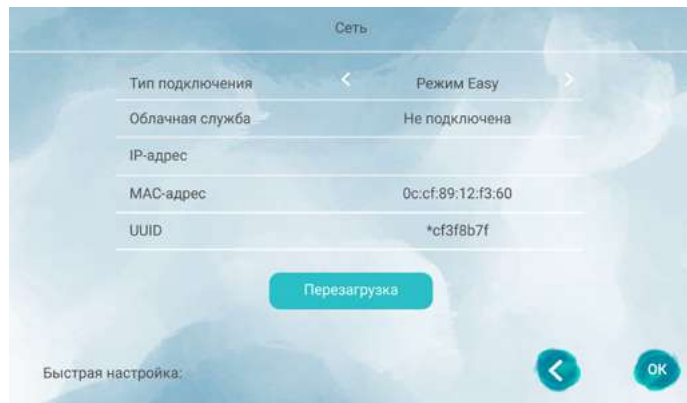 Сеть
Тип подключения < Режим Easy >
Облачная служба Не подключена
IP-адрес
MAC-адрес 0c:cf:89:12:f3:60
UUID *cf3f8b7f
Перезагрузка
Быстрая настройка: < OK